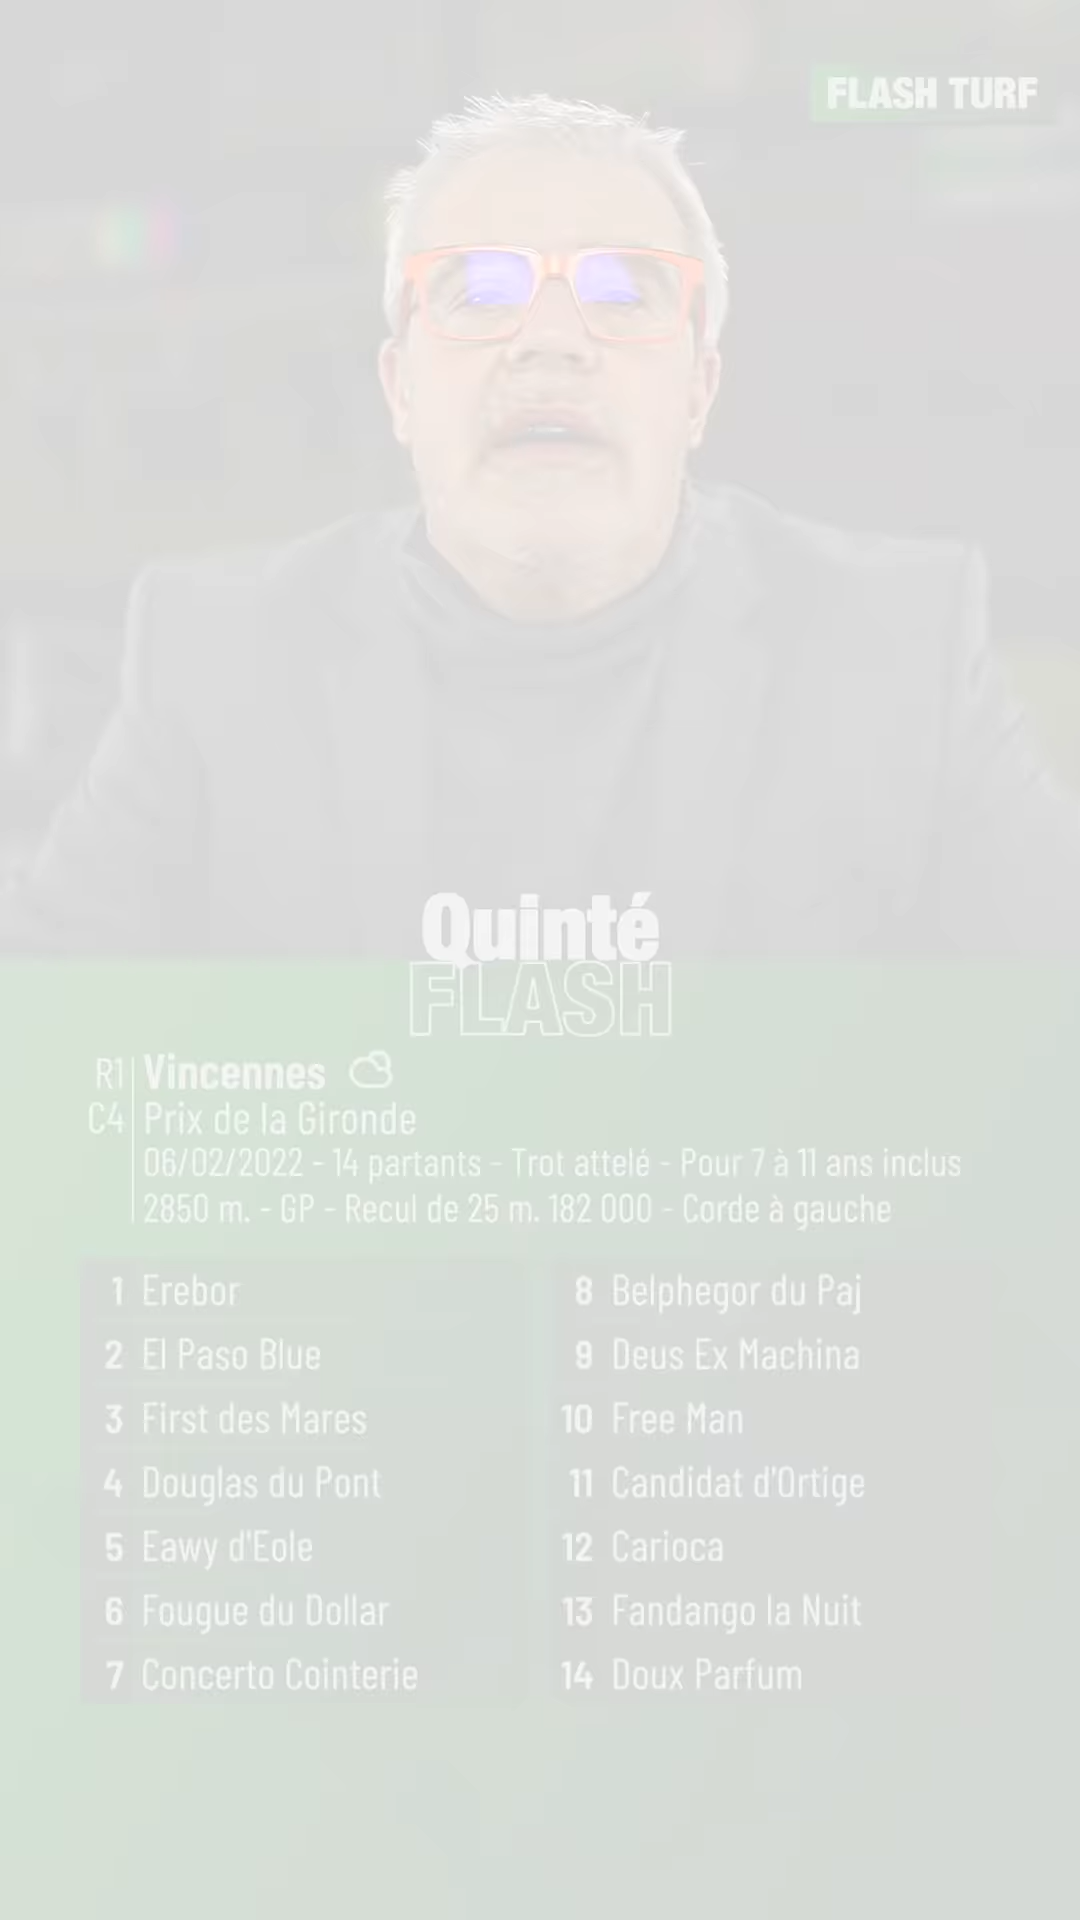 FLASH TURF
Quinté
FLASH
R1 Vincennes
C4 Prix de la Gironde
06/02/2022 - 14 partants - Trot attelé - Pour 7 à 11 ans inclus
2850 m. - GP - Recul de 25 m. 182 000 - Corde à gauche
1 Erebor
2 El Paso Blue
3 First des Mares
4 Douglas du Pont
5 Eawy d'Eole
6 Fougue du Dollar
7 Concerto Cointerie
8 Belphegor du Paj
9 Deus Ex Machina
10 Free Man
11 Candidat d'Ortige
12 Carioca
13 Fandango la Nuit
14 Doux Parfum